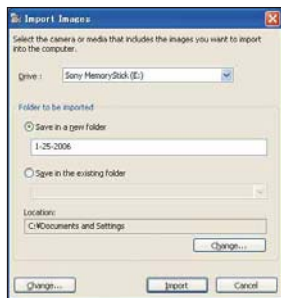 Import Images
Select the camera or media that includes the images you want to import
into the computer.
Drive : Sony MemoryStick (E:)
Folder to be imported
Save in a new folder
1-25-2006
Save in the existing folder
Location:
C:¥Documents and Settings
Change...
Change... Import Cancel